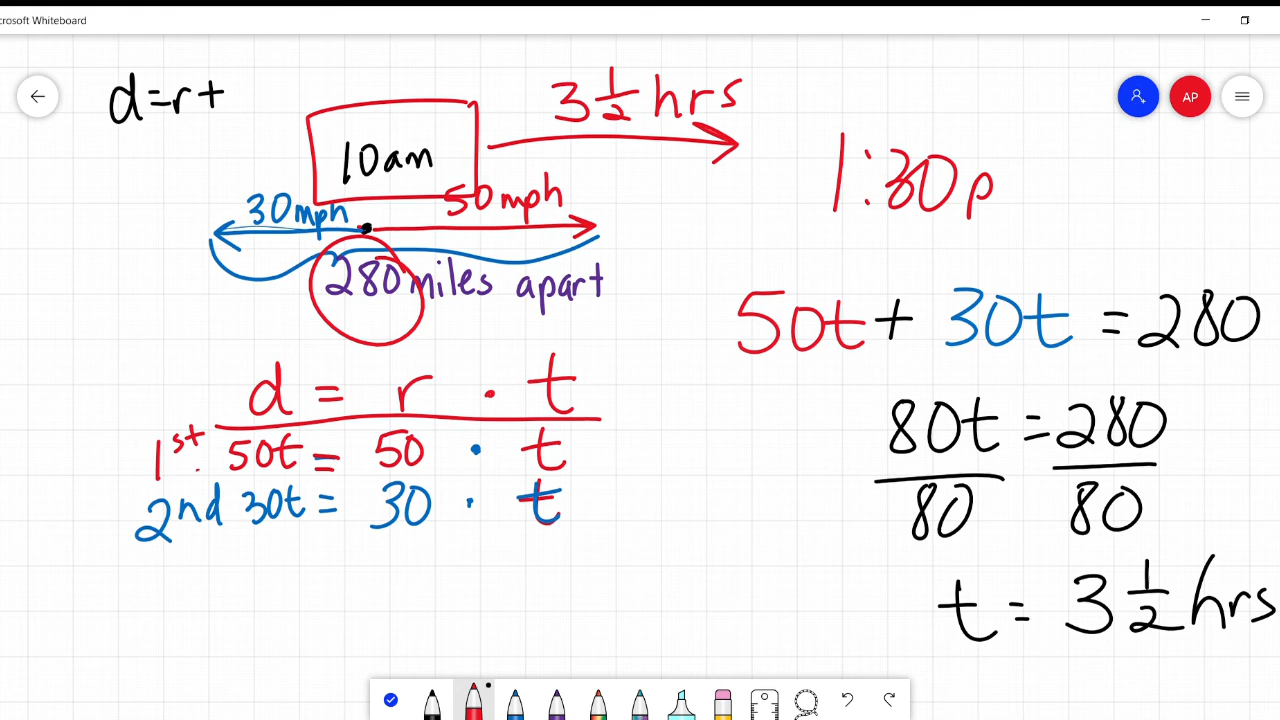 crosoft Whiteboard
d=rt
3 1/2 hrs
10am
1:30p
30mph
50mph
280 miles apart
50t + 30t = 280
d = r · t
1st 50t = 50 · t
80t = 280
80 80
2nd 30t = 30 · t
t = 3 1/2 hrs
AP